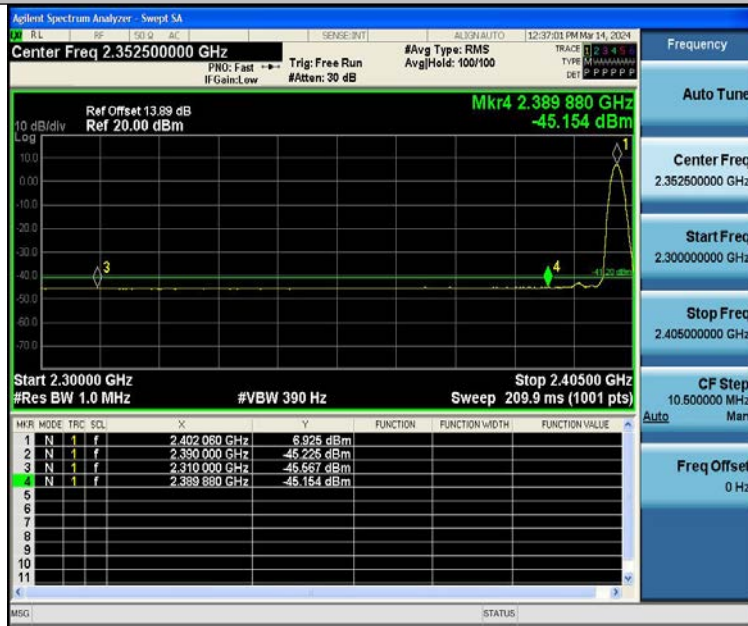 Agilent Spectrum Analyzer - Swept SA
RL RF 50 Ω AC SENSE:INT ALIGN AUTO 12:37:01 PM Mar 14, 2024
Center Freq 2.352500000 GHz
PNO: Fast
IFGain:Low
Trig: Free Run
#Atten: 30 dB
#Avg Type: RMS
Avg|Hold: 100/100
TRACE 1 2 3 4 5 6
TYPE M
DET P P P P P P
Ref Offset 13.89 dB
10 dB/div Ref 20.00 dBm
Mkr4 2.389 880 GHz
-45.154 dBm
Log
10.0
0.00
-10.0
-20.0
-30.0
-40.0
-50.0
-60.0
-70.0
1
3
4
-41.20 dBm
Start 2.30000 GHz Stop 2.40500 GHz
#Res BW 1.0 MHz #VBW 390 Hz Sweep 209.9 ms (1001 pts)
MKR MODE TRC SCL X Y FUNCTION FUNCTION WIDTH FUNCTION VALUE
1 N 1 f 2.402 060 GHz 6.925 dBm
2 N 1 f 2.390 000 GHz -45.225 dBm
3 N 1 f 2.310 000 GHz -45.667 dBm
4 N 1 f 2.389 880 GHz -45.154 dBm
5
6
7
8
9
10
11
MSG STATUS
Frequency
Auto Tune
Center Freq
2.352500000 GHz
Start Freq
2.300000000 GHz
Stop Freq
2.405000000 GHz
CF Step
10.500000 MHz
Auto Man
Freq Offset
0 Hz